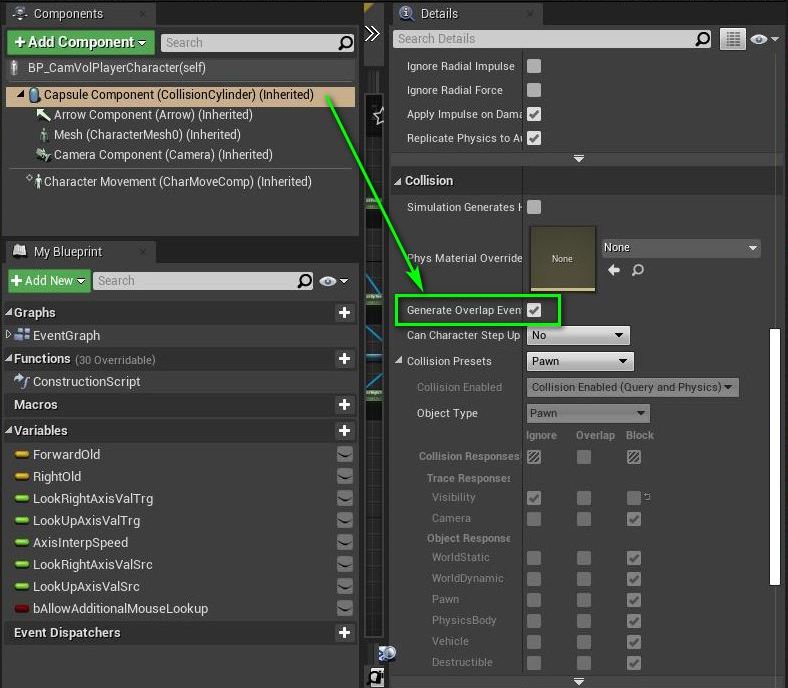 Components
+ Add Component
Search
BP_CamVolPlayerCharacter(self)
Capsule Component (CollisionCylinder) (Inherited)
Arrow Component (Arrow) (Inherited)
Mesh (CharacterMesh0) (Inherited)
Camera Component (Camera) (Inherited)
Character Movement (CharMoveComp) (Inherited)
My Blueprint
+ Add New
Search
Graphs
EventGraph
Functions (30 Overridable)
ConstructionScript
Macros
Variables
ForwardOld
RightOld
LookRightAxisValTrg
LookUpAxisValTrg
AxisInterpSpeed
LookRightAxisValSrc
LookUpAxisValSrc
bAllowAdditionalMouseLookup
Event Dispatchers
Details
Search Details
Ignore Radial Impulse
Ignore Radial Force
Apply Impulse on Dama
Replicate Physics to Au
Collision
Simulation Generates H
Phys Material Override
None
None
Generate Overlap Even
Can Character Step Up
No
Collision Presets
Pawn
Collision Enabled
Collision Enabled (Query and Physics)
Object Type
Pawn
Ignore Overlap Block
Collision Responses
Trace Responses
Visibility
Camera
Object Response
WorldStatic
WorldDynamic
Pawn
PhysicsBody
Vehicle
Destructible